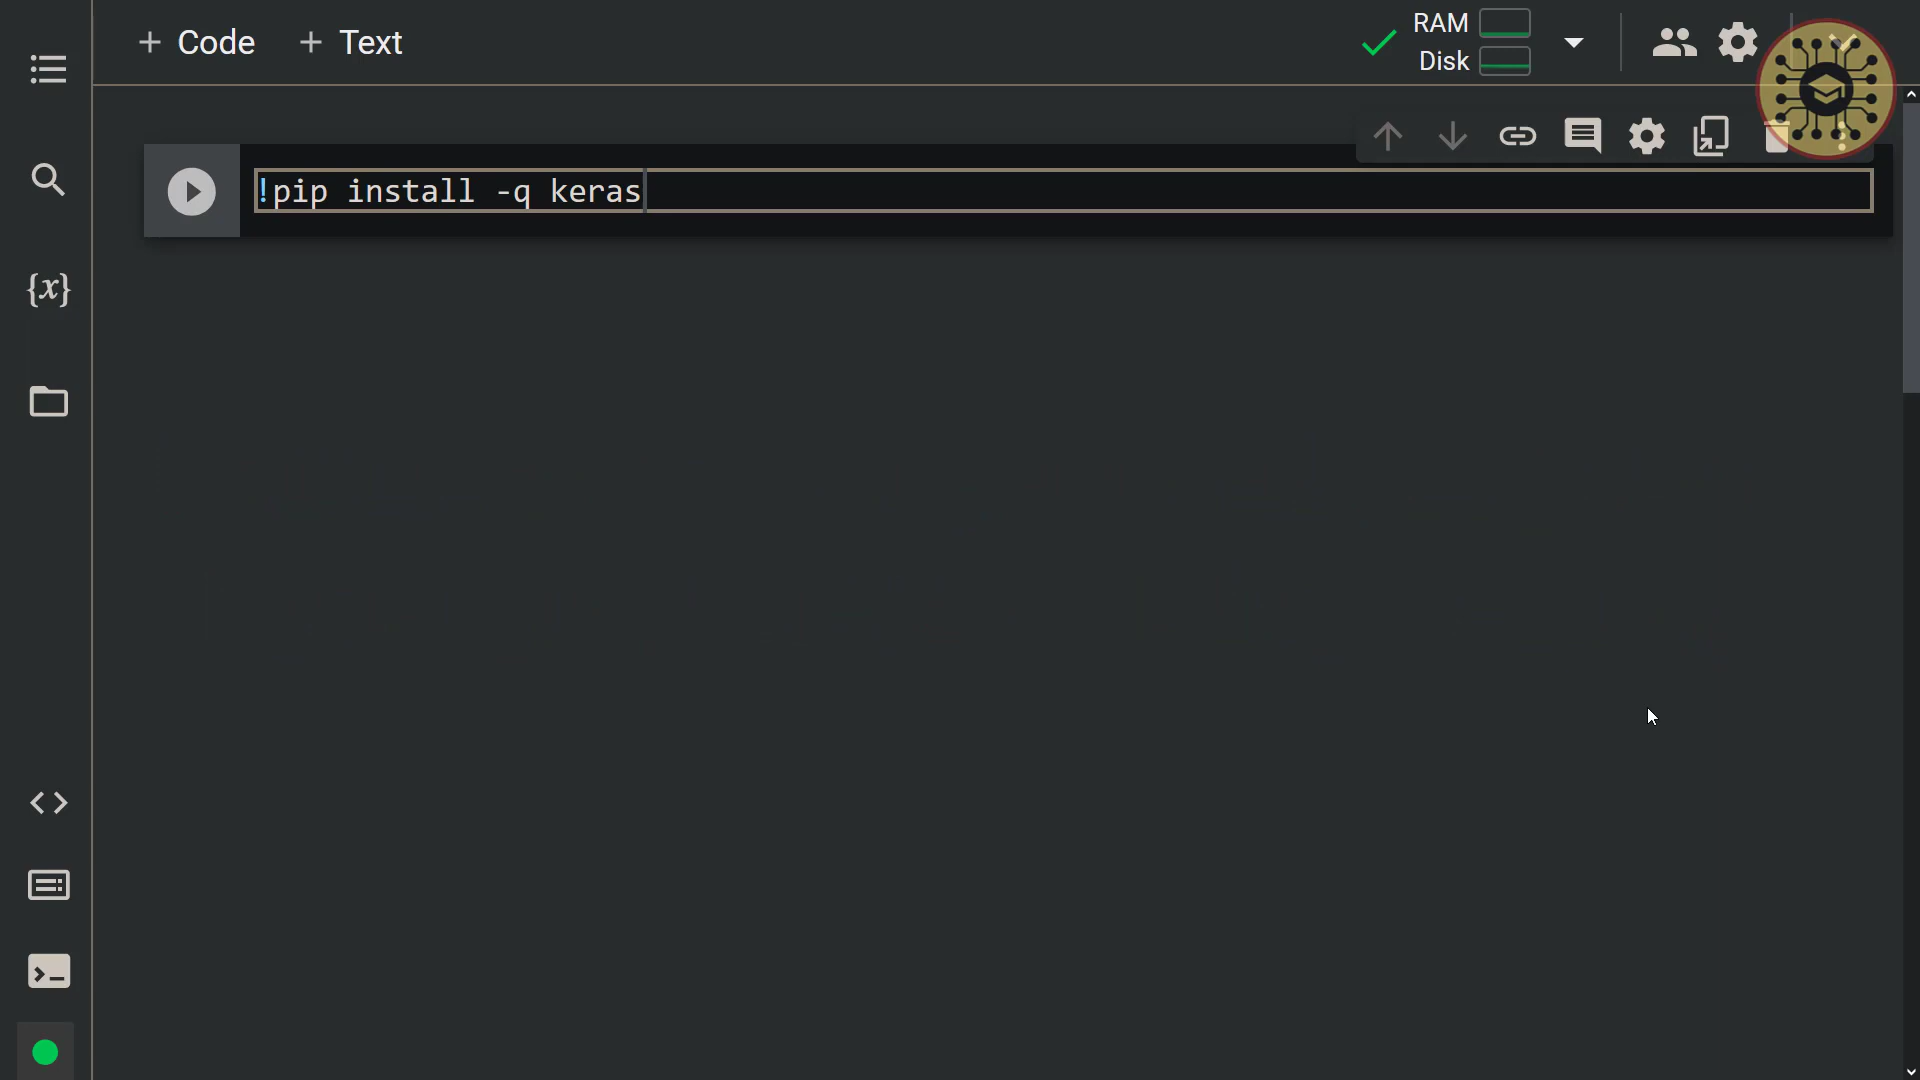 + Code + Text
RAM
Disk
!pip install -q keras
{x}